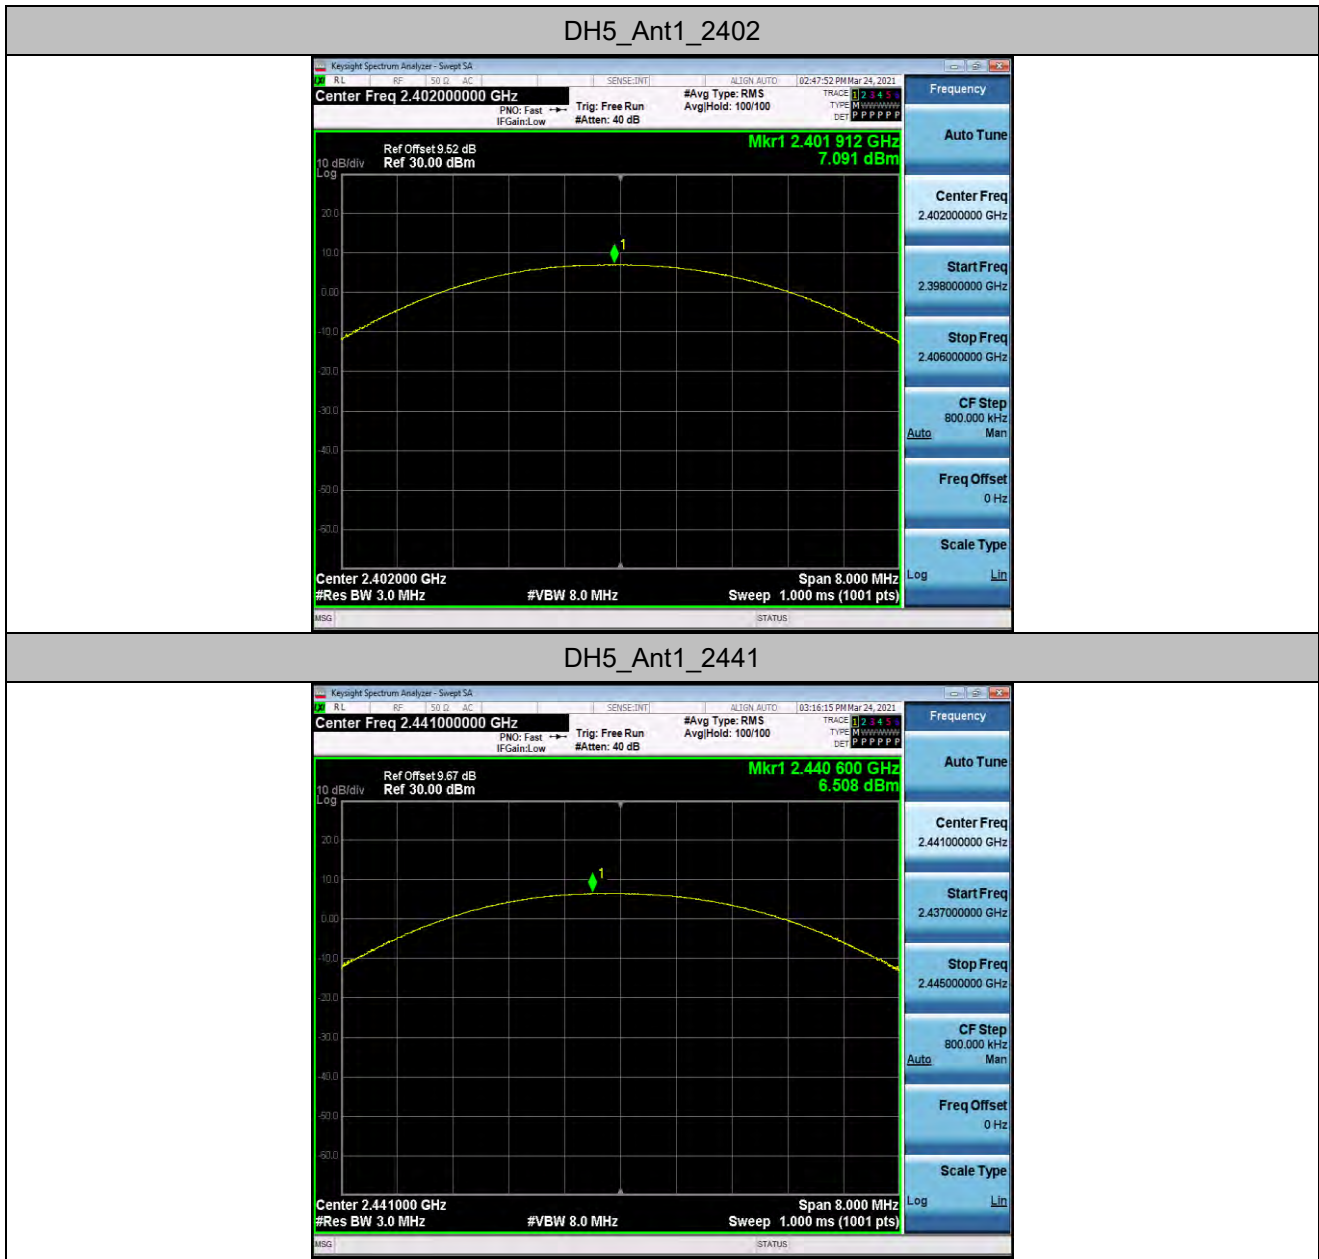 DH5_Ant1_2402
Keysight Spectrum Analyzer - Swept SA
RL RF 50 Ω AC SENSE:INT ALIGN AUTO 02:47:52 PM Mar 24, 2021
Center Freq 2.402000000 GHz
PNO: Fast
IFGain:Low
Trig: Free Run
#Atten: 40 dB
#Avg Type: RMS
Avg|Hold: 100/100
TRACE 1 2 3 4 5 6
TYPE M
DET P P P P P P
Frequency
Mkr1 2.401 912 GHz
7.091 dBm
Ref Offset 9.52 dB
10 dB/div Ref 30.00 dBm
Log
20.0
10.0
0.00
-10.0
-20.0
-30.0
-40.0
-50.0
-60.0
1
Center 2.402000 GHz Span 8.000 MHz
#Res BW 3.0 MHz #VBW 8.0 MHz Sweep 1.000 ms (1001 pts)
Auto Tune
Center Freq
2.402000000 GHz
Start Freq
2.398000000 GHz
Stop Freq
2.406000000 GHz
CF Step
800.000 kHz
Auto Man
Freq Offset
0 Hz
Scale Type
Log Lin
MSG STATUS
DH5_Ant1_2441
Keysight Spectrum Analyzer - Swept SA
RL RF 50 Ω AC SENSE:INT ALIGN AUTO 03:16:15 PM Mar 24, 2021
Center Freq 2.441000000 GHz
PNO: Fast
IFGain:Low
Trig: Free Run
#Atten: 40 dB
#Avg Type: RMS
Avg|Hold: 100/100
TRACE 1 2 3 4 5 6
TYPE M
DET P P P P P P
Frequency
Mkr1 2.440 600 GHz
6.508 dBm
Ref Offset 9.67 dB
10 dB/div Ref 30.00 dBm
Log
20.0
10.0
0.00
-10.0
-20.0
-30.0
-40.0
-50.0
-60.0
1
Center 2.441000 GHz Span 8.000 MHz
#Res BW 3.0 MHz #VBW 8.0 MHz Sweep 1.000 ms (1001 pts)
Auto Tune
Center Freq
2.441000000 GHz
Start Freq
2.437000000 GHz
Stop Freq
2.445000000 GHz
CF Step
800.000 kHz
Auto Man
Freq Offset
0 Hz
Scale Type
Log Lin
MSG STATUS